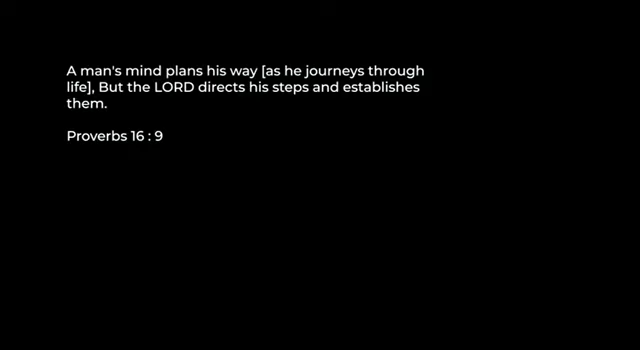 A man's mind plans his way [as he journeys through
life], But the LORD directs his steps and establishes
them.
Proverbs 16 : 9